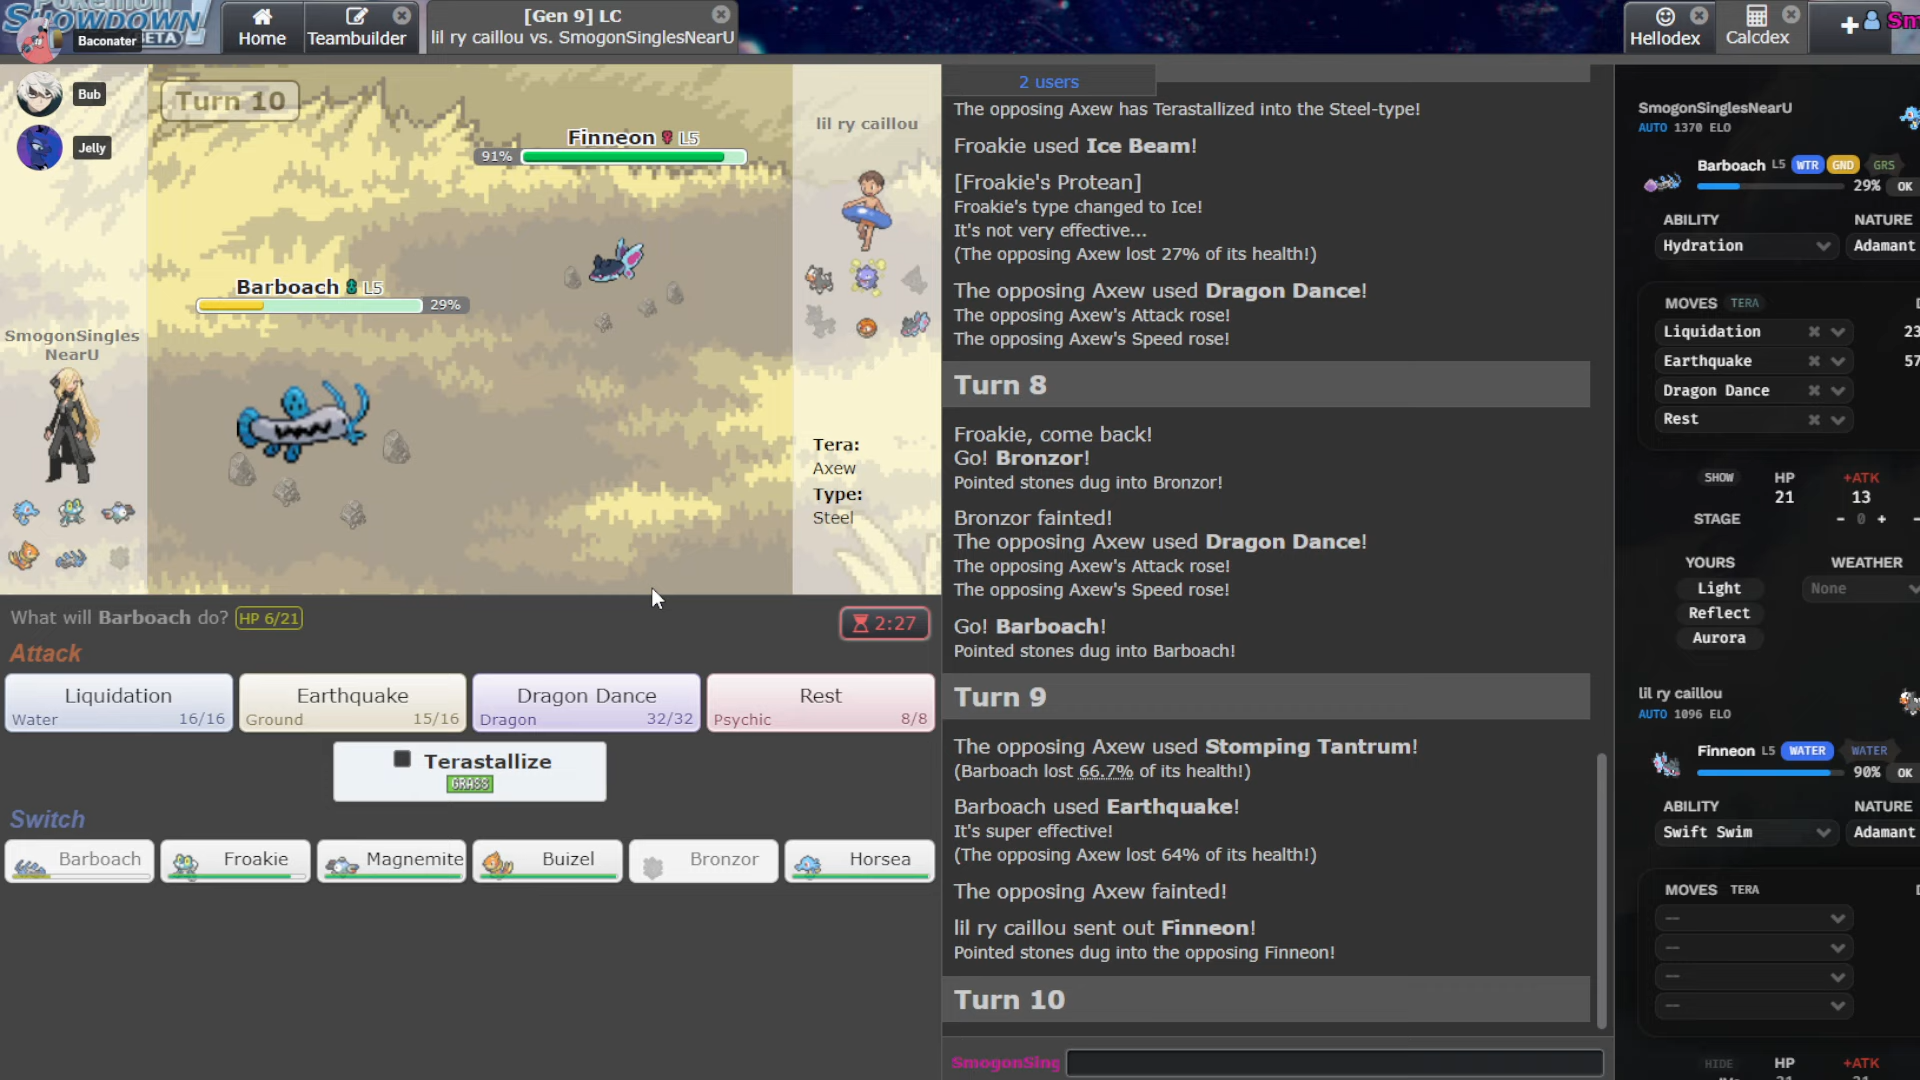 SHOWDOWN
BETA
Baconater
Bub
Jelly
Home
Teambuilder
[Gen 9] LC
lil ry caillou vs. SmogonSinglesNearU
Hellodex
Calcdex
Sm
Turn 10
Finneon L5
91%
Barboach L5
29%
lil ry caillou
SmogonSingles
NearU
Tera:
Axew
Type:
Steel
What will Barboach do? HP 6/21
2:27
Attack
Liquidation
Water 16/16
Earthquake
Ground 15/16
Dragon Dance
Dragon 32/32
Rest
Psychic 8/8
Terastallize
GRASS
Switch
Barboach
Froakie
Magnemite
Buizel
Bronzor
Horsea
2 users
The opposing Axew has Terastallized into the Steel-type!
Froakie used Ice Beam!
[Froakie's Protean]
Froakie's type changed to Ice!
It's not very effective...
(The opposing Axew lost 27% of its health!)
The opposing Axew used Dragon Dance!
The opposing Axew's Attack rose!
The opposing Axew's Speed rose!
Turn 8
Froakie, come back!
Go! Bronzor!
Pointed stones dug into Bronzor!
Bronzor fainted!
The opposing Axew used Dragon Dance!
The opposing Axew's Attack rose!
The opposing Axew's Speed rose!
Go! Barboach!
Pointed stones dug into Barboach!
Turn 9
The opposing Axew used Stomping Tantrum!
(Barboach lost 66.7% of its health!)
Barboach used Earthquake!
It's super effective!
(The opposing Axew lost 64% of its health!)
The opposing Axew fainted!
lil ry caillou sent out Finneon!
Pointed stones dug into the opposing Finneon!
Turn 10
SmogonSing
SmogonSinglesNearU
AUTO 1370 ELO
Barboach L5 WTR GND GRS
29% OK
ABILITY NATURE
Hydration Adamant
MOVES TERA D
Liquidation 23
Earthquake 57
Dragon Dance
Rest
SHOW HP +ATK
21 13
STAGE - 0 + -
YOURS WEATHER
Light None
Reflect
Aurora
lil ry caillou
AUTO 1096 ELO
Finneon L5 WATER WATER
90% OK
ABILITY NATURE
Swift Swim Adamant
MOVES TERA D
--
--
--
--
HIDE HP +ATK